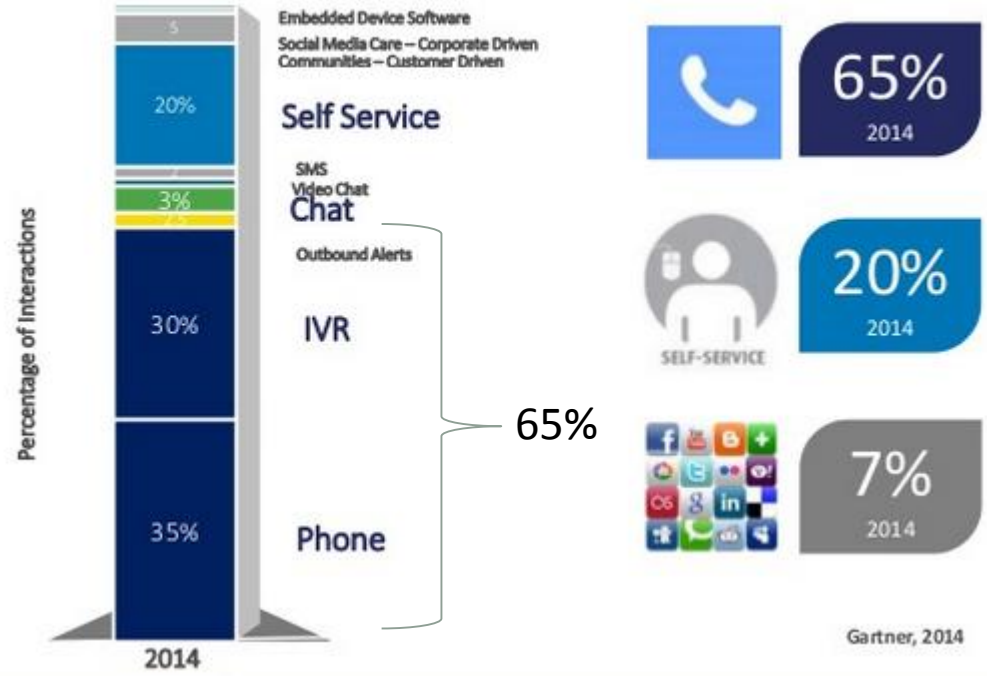 Embedded Device Software
Social Media Care – Corporate Driven
Communities – Customer Driven
5
20%
Self Service
SMS
Video Chat
3%
Chat
2.5
Outbound Alerts
30%
IVR
65%
35%
Phone
Percentage of Interactions
2014
65%
2014
20%
2014
SELF-SERVICE
7%
2014
Gartner, 2014